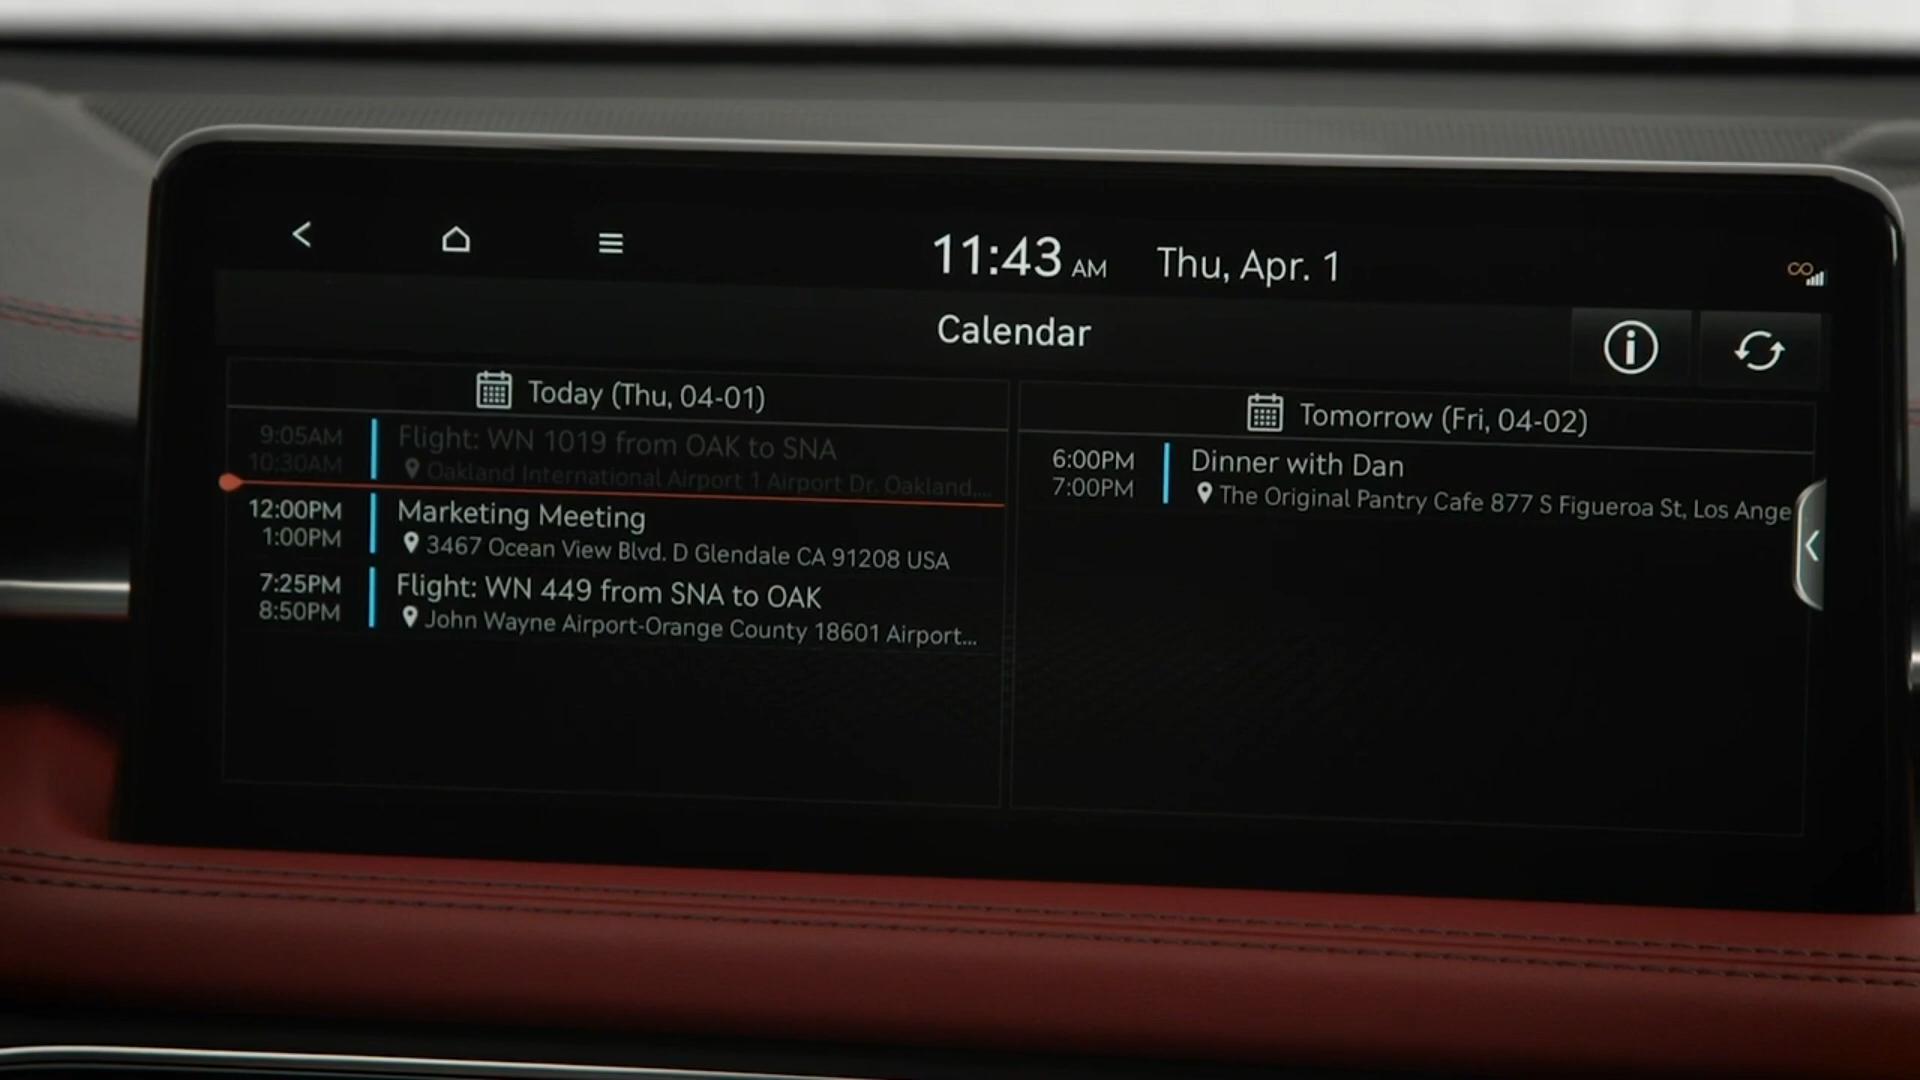 11:43 AM Thu, Apr. 1
Calendar
Today (Thu, 04-01)
9:05AM Flight: WN 1019 from OAK to SNA
10:30AM Oakland International Airport 1 Airport Dr. Oakland,...
12:00PM Marketing Meeting
1:00PM 3467 Ocean View Blvd. D Glendale CA 91208 USA
7:25PM Flight: WN 449 from SNA to OAK
8:50PM John Wayne Airport-Orange County 18601 Airport...
Tomorrow (Fri, 04-02)
6:00PM Dinner with Dan
7:00PM The Original Pantry Cafe 877 S Figueroa St, Los Ange